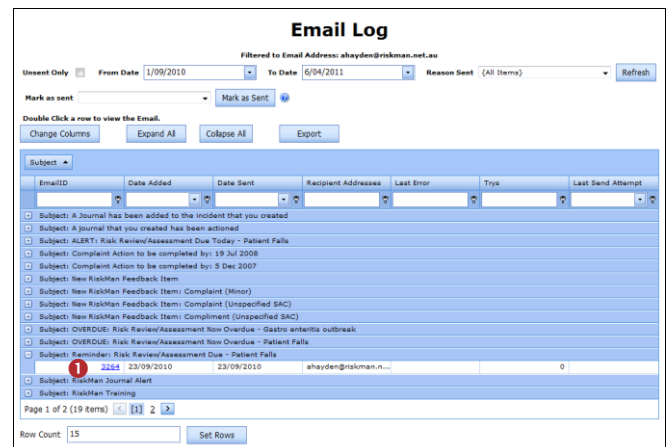 Email Log
Filtered to Email Address: ahayden@riskman.net.au
Unsent Only From Date 1/09/2010 To Date 6/04/2011 Reason Sent {All Items} Refresh
Mark as sent Mark as Sent
Double Click a row to view the Email.
Change Columns Expand All Collapse All Export
Subject
EmailID Date Added Date Sent Recipient Addresses Last Error Trys Last Send Attempt
Subject: A Journal has been added to the incident that you created
Subject: A journal that you created has been actioned
Subject: ALERT: Risk Review/Assessment Due Today - Patient Falls
Subject: Complaint Action to be completed by: 19 Jul 2008
Subject: Complaint Action to be completed by: 5 Dec 2007
Subject: New RiskMan Feedback Item
Subject: New RiskMan Feedback Item: Complaint (Minor)
Subject: New RiskMan Feedback Item: Complaint (Unspecified SAC)
Subject: New RiskMan Feedback Item: Compliment (Unspecified SAC)
Subject: OVERDUE: Risk Review/Assessment Now Overdue - Gastro enteritis outbreak
Subject: OVERDUE: Risk Review/Assessment Now Overdue - Patient Falls
Subject: Reminder: Risk Review/Assessment Due - Patient Falls
1 3264 23/09/2010 23/09/2010 ahayden@riskman.n... 0
Subject: RiskMan Journal Alert
Subject: RiskMan Training
Page 1 of 2 (19 items) < [1] 2 >
Row Count 15 Set Rows